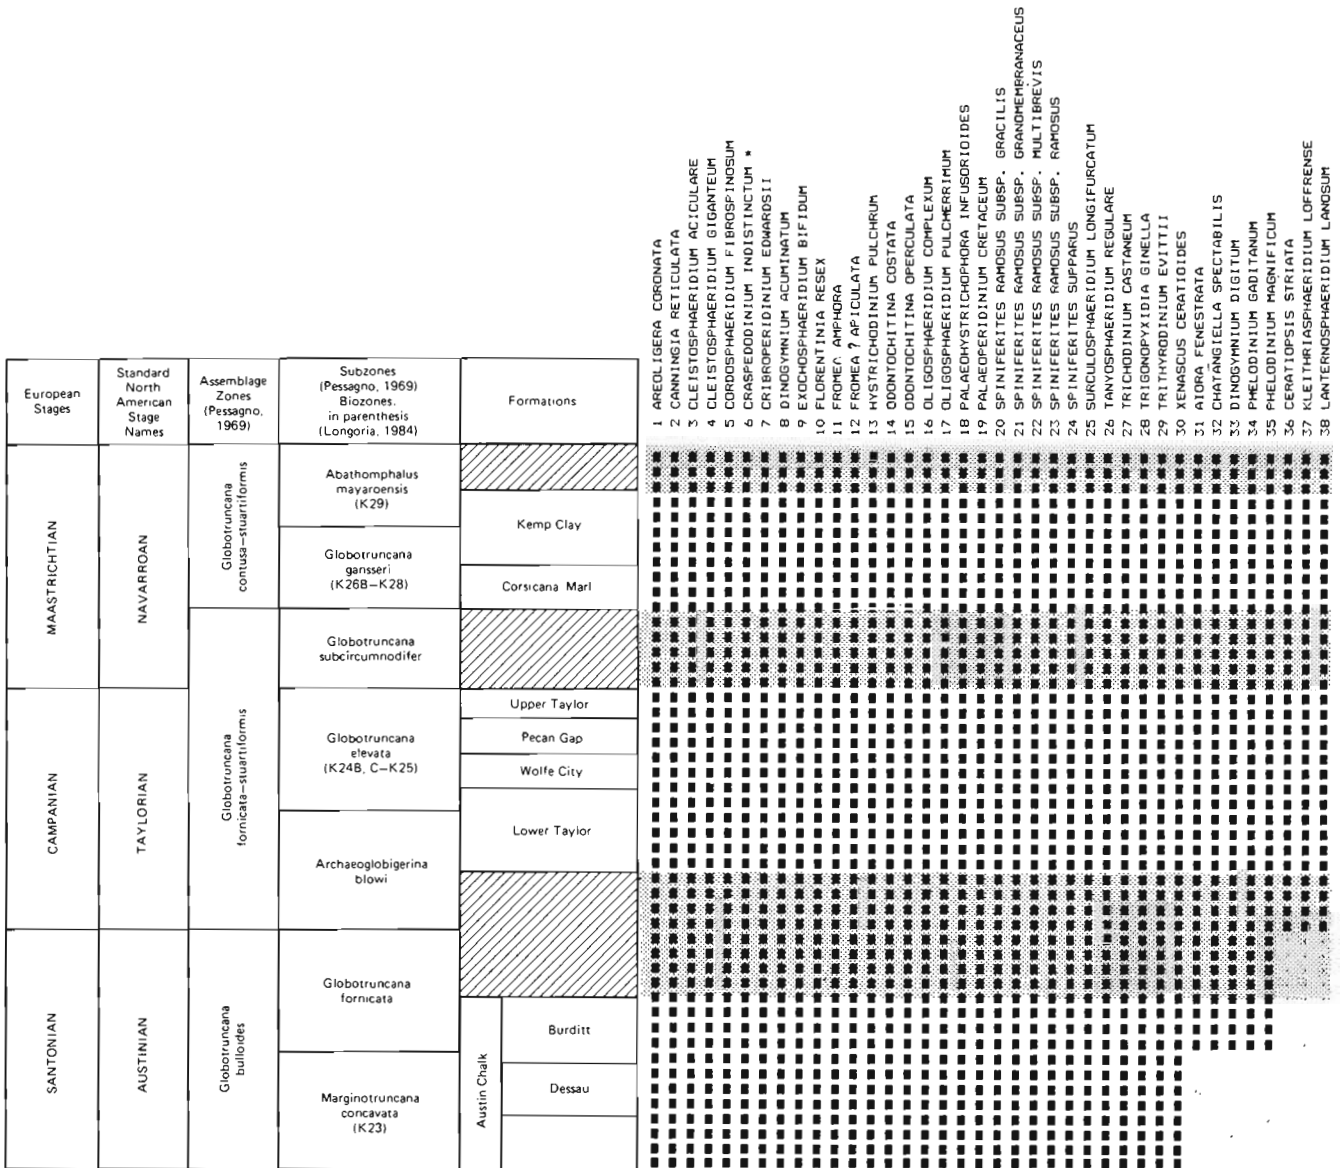 European
Stages
Standard
North
American
Stage
Names
Assemblage
Zones
(Pessagno,
1969)
Subzones
(Pessagno, 1969)
Biozones,
in parenthesis
(Longoria, 1984)
Formations
1 AREOLIGERA CORONATA
2 CANNINGIA RETICULATA
3 CLEISTOSPHAERIDIUM ACICULARE
4 CLEISTOSPHAERIDIUM GIGANTEUM
5 CORDOSPHAERIDIUM FIBROSPINOSUM
6 CRASPEDODINIUM INDISTINCTUM *
7 CRIBROPERIDINIUM EDWARDSII
8 DINOGYMNIUM ACUMINATUM
9 EXOCHOSPHAERIDIUM BIFIDUM
10 FLORENTINIA RESEX
11 FROMEA AMPHORA
12 FROMEA ? APICULATA
13 HYSTRICHODINIUM PULCHRUM
14 ODONTOCHITINA COSTATA
15 ODONTOCHITINA OPERCULATA
16 OLIGOSPHAERIDIUM COMPLEXUM
17 OLIGOSPHAERIDIUM PULCHERRIMUM
18 PALAEOHYSTRICHOPHORA INFUSORIOIDES
19 PALAEOPERIDINIUM CRETACEUM
20 SPINIFERITES RAMOSUS SUBSP. GRACILIS
21 SPINIFERITES RAMOSUS SUBSP. GRANOMEMBRANACEUS
22 SPINIFERITES RAMOSUS SUBSP. MULTIBREVIS
23 SPINIFERITES RAMOSUS SUBSP. RAMOSUS
24 SPINIFERITES SUPPARUS
25 SURCULOSPHAERIDIUM LONGIFURCATUM
26 TANYOSPHAERIDIUM REGULARE
27 TRICHODINIUM CASTANEUM
28 TRIGONOPYXIDIA GINELLA
29 TRITHYRODINIUM EVITTII
30 XENASCUS CERATIOIDES
31 AIORA FENESTRATA
32 CHATANGIELLA SPECTABILIS
33 DINOGYMNIUM DIGITUM
34 PHELODINIUM GADITANUM
35 PHELODINIUM MAGNIFICUM
36 CERATIOPSIS STRIATA
37 KLEITHRIASPHAERIDIUM LOFFRENSE
38 LANTERNOSPHAERIDIUM LANOSUM
MAASTRICHTIAN
NAVARROAN
Globotruncana
contusa–stuartiformis
Abathomphalus
mayaroensis
(K29)
Kemp Clay
Globotruncana
gansseri
(K26B–K28)
Corsicana Marl
Globotruncana
subcircumnodifer
CAMPANIAN
TAYLORIAN
Globotruncana
fornicata–stuartiformis
Globotruncana
elevata
(K24B, C–K25)
Upper Taylor
Pecan Gap
Wolfe City
Lower Taylor
Archaeoglobigerina
blowi
SANTONIAN
AUSTINIAN
Globotruncana
bulloides
Globotruncana
fornicata
Marginotruncana
concavata
(K23)
Austin Chalk
Burditt
Dessau